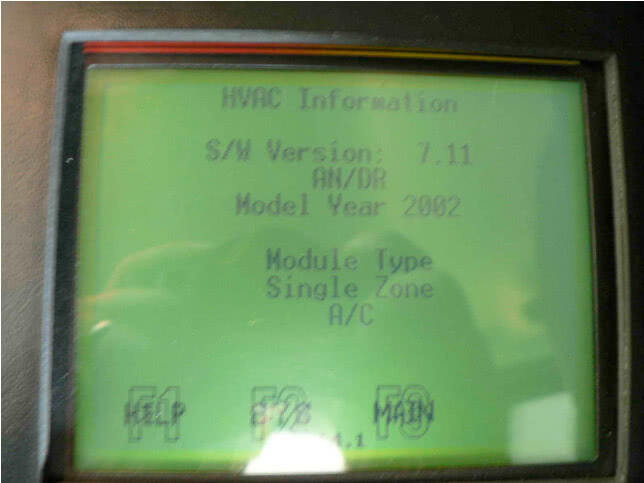 HVAC Information
S/W Version: 7.11
AN/DR
Model Year 2002
Module Type
Single Zone
A/C
F1 F2 F3
HELP MAIN